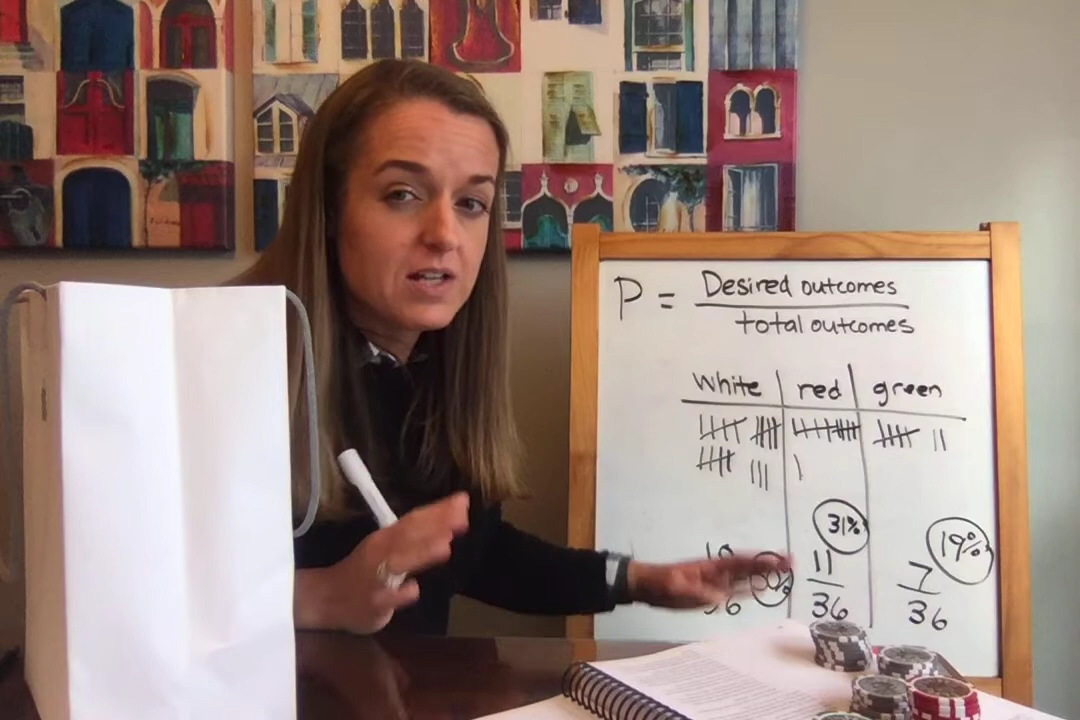 P = Desired outcomes
total outcomes
white red green
31%
19%
11
7
36
36